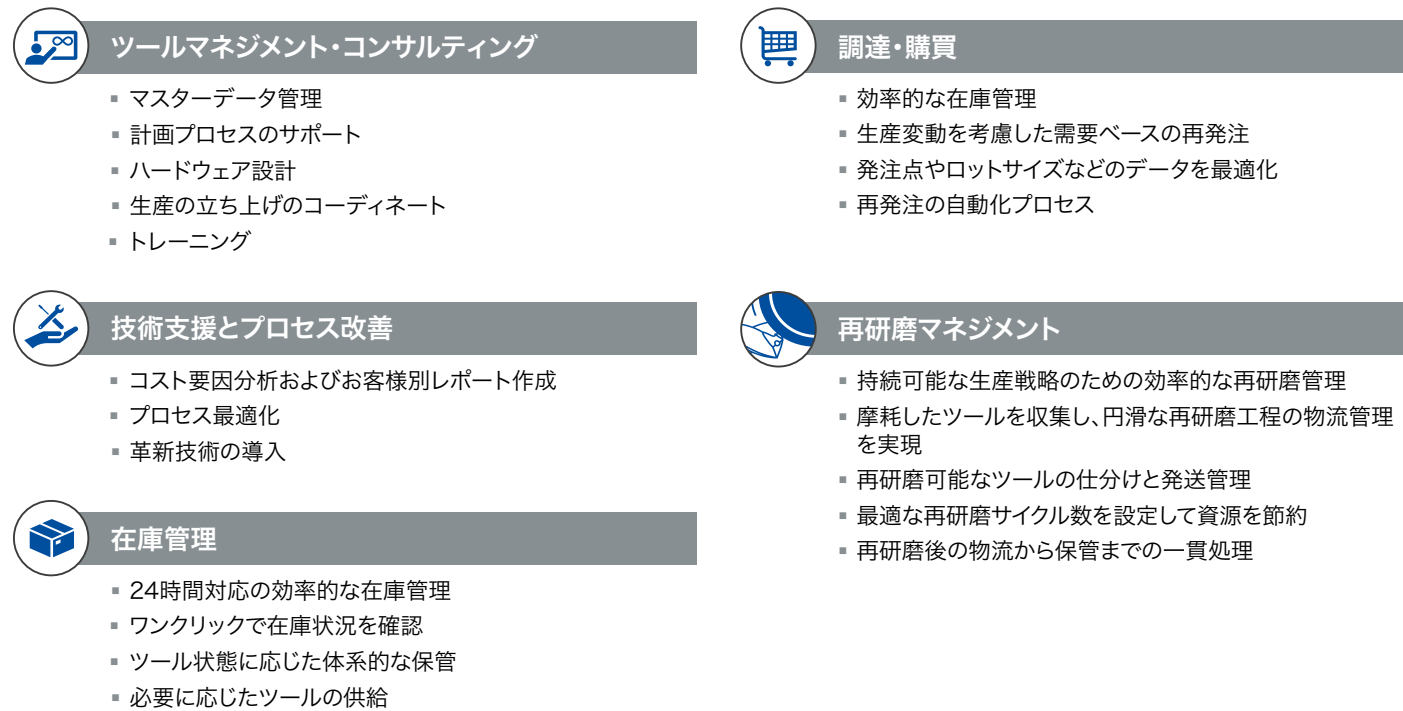 ツールマネジメント・コンサルティング
▪ マスターデータ管理
▪ 計画プロセスのサポート
▪ ハードウェア設計
▪ 生産の立ち上げのコーディネート
▪ トレーニング
技術支援とプロセス改善
▪ コスト要因分析およびお客様別レポート作成
▪ プロセス最適化
▪ 革新技術の導入
在庫管理
▪ 24時間対応の効率的な在庫管理
▪ ワンクリックで在庫状況を確認
▪ ツール状態に応じた体系的な保管
▪ 必要に応じたツールの供給
調達・購買
▪ 効率的な在庫管理
▪ 生産変動を考慮した需要ベースの再発注
▪ 発注点やロットサイズなどのデータを最適化
▪ 再発注の自動化プロセス
再研磨マネジメント
▪ 持続可能な生産戦略のための効率的な再研磨管理
▪ 摩耗したツールを収集し、円滑な再研磨工程の物流管理
を実現
▪ 再研磨可能なツールの仕分けと発送管理
▪ 最適な再研磨サイクル数を設定して資源を節約
▪ 再研磨後の物流から保管までの一貫処理